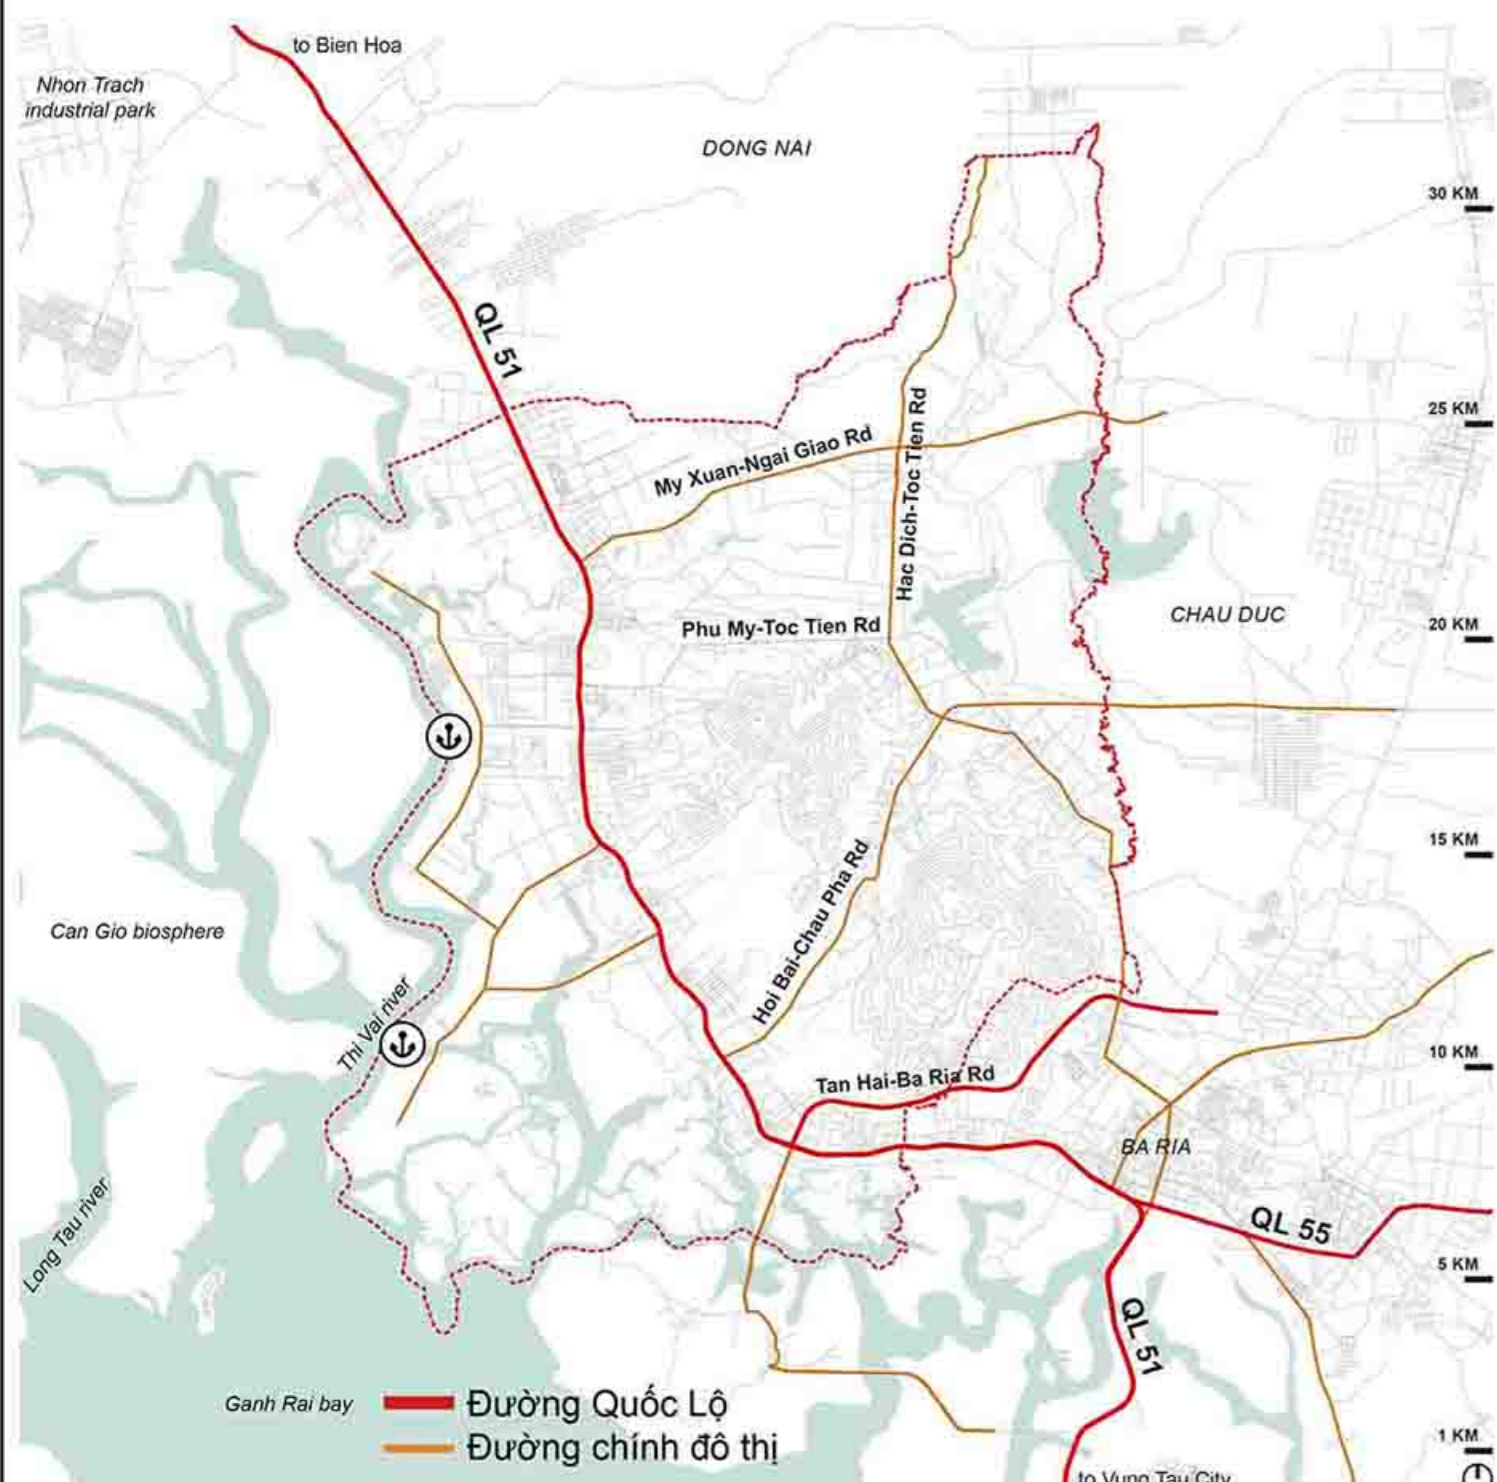 to Bien Hoa
Nhon Trach
industrial park
DONG NAI
30 KM
QL 51
25 KM
My Xuan-Ngai Giao Rd
Hac Dich-Toc Tien Rd
CHAU DUC
Phu My-Toc Tien Rd
20 KM
15 KM
Hoi Bai-Chau Pha Rd
Can Gio biosphere
Thi Vai river
10 KM
Tan Hai-Ba Ria Rd
BA RIA
Long Tau river
QL 55
5 KM
QL 51
Ganh Rai bay
Đường Quốc Lộ
Đường chính đô thị
1 KM
to Vung Tau City